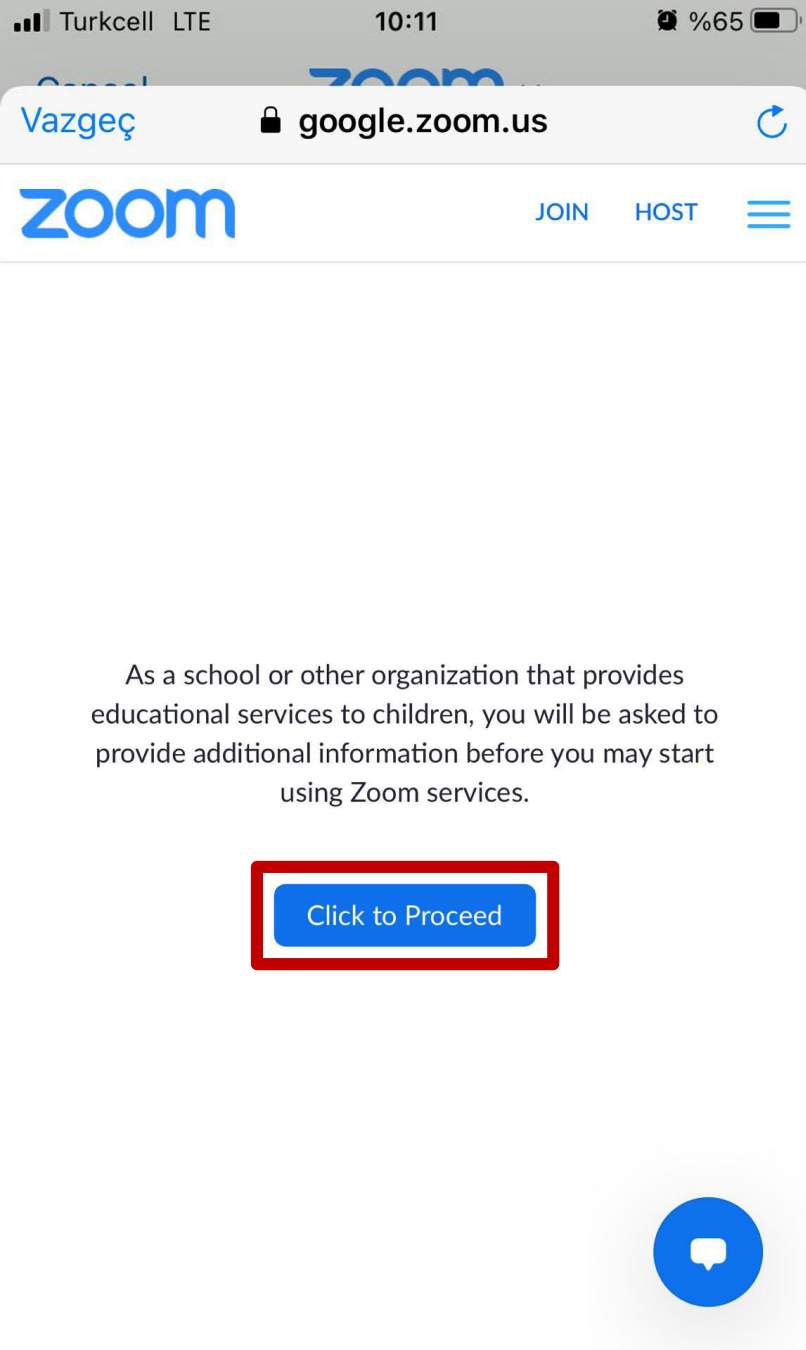 Turkcell LTE 10:11 %65
Cancel zoom
Vazgeç google.zoom.us
zoom JOIN HOST
As a school or other organization that provides
educational services to children, you will be asked to
provide additional information before you may start
using Zoom services.
Click to Proceed